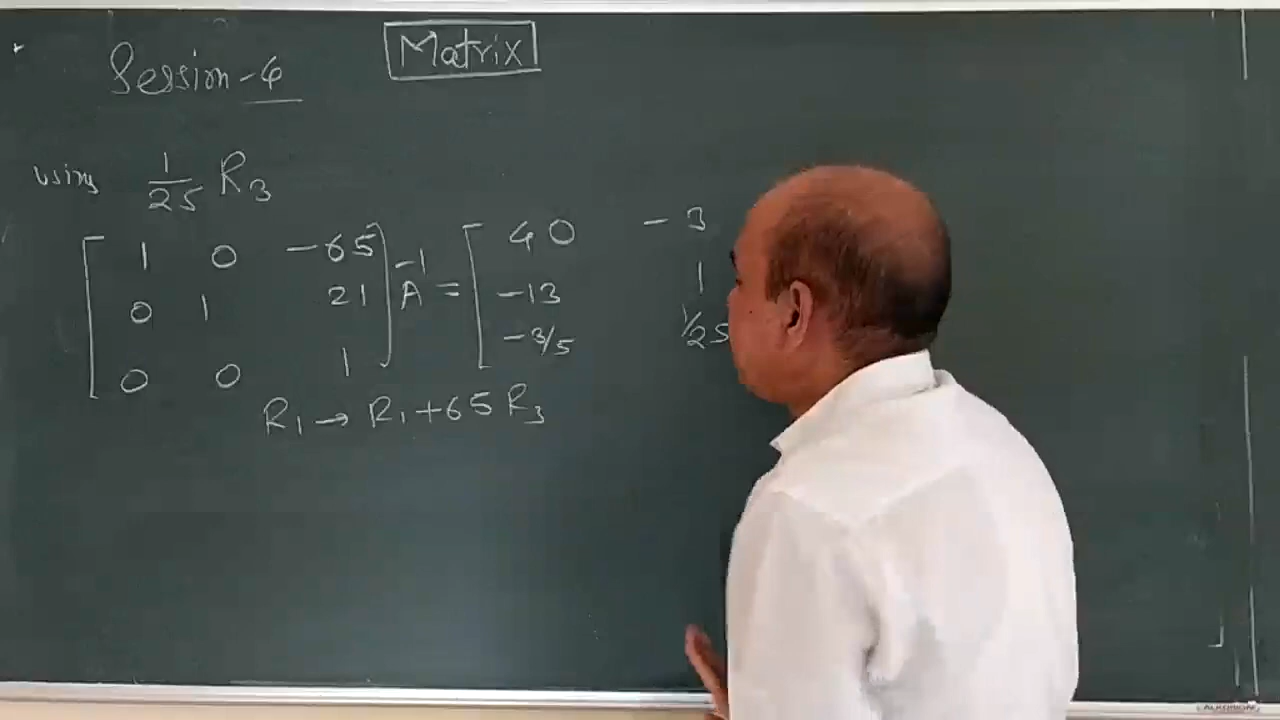 Matrix
Session-4
using 1/25 R3
1 0 -65 A^-1 = 40 -3
0 1 21 -13 1
0 0 1 -3/5 1/25
R1 → R1 + 65 R3